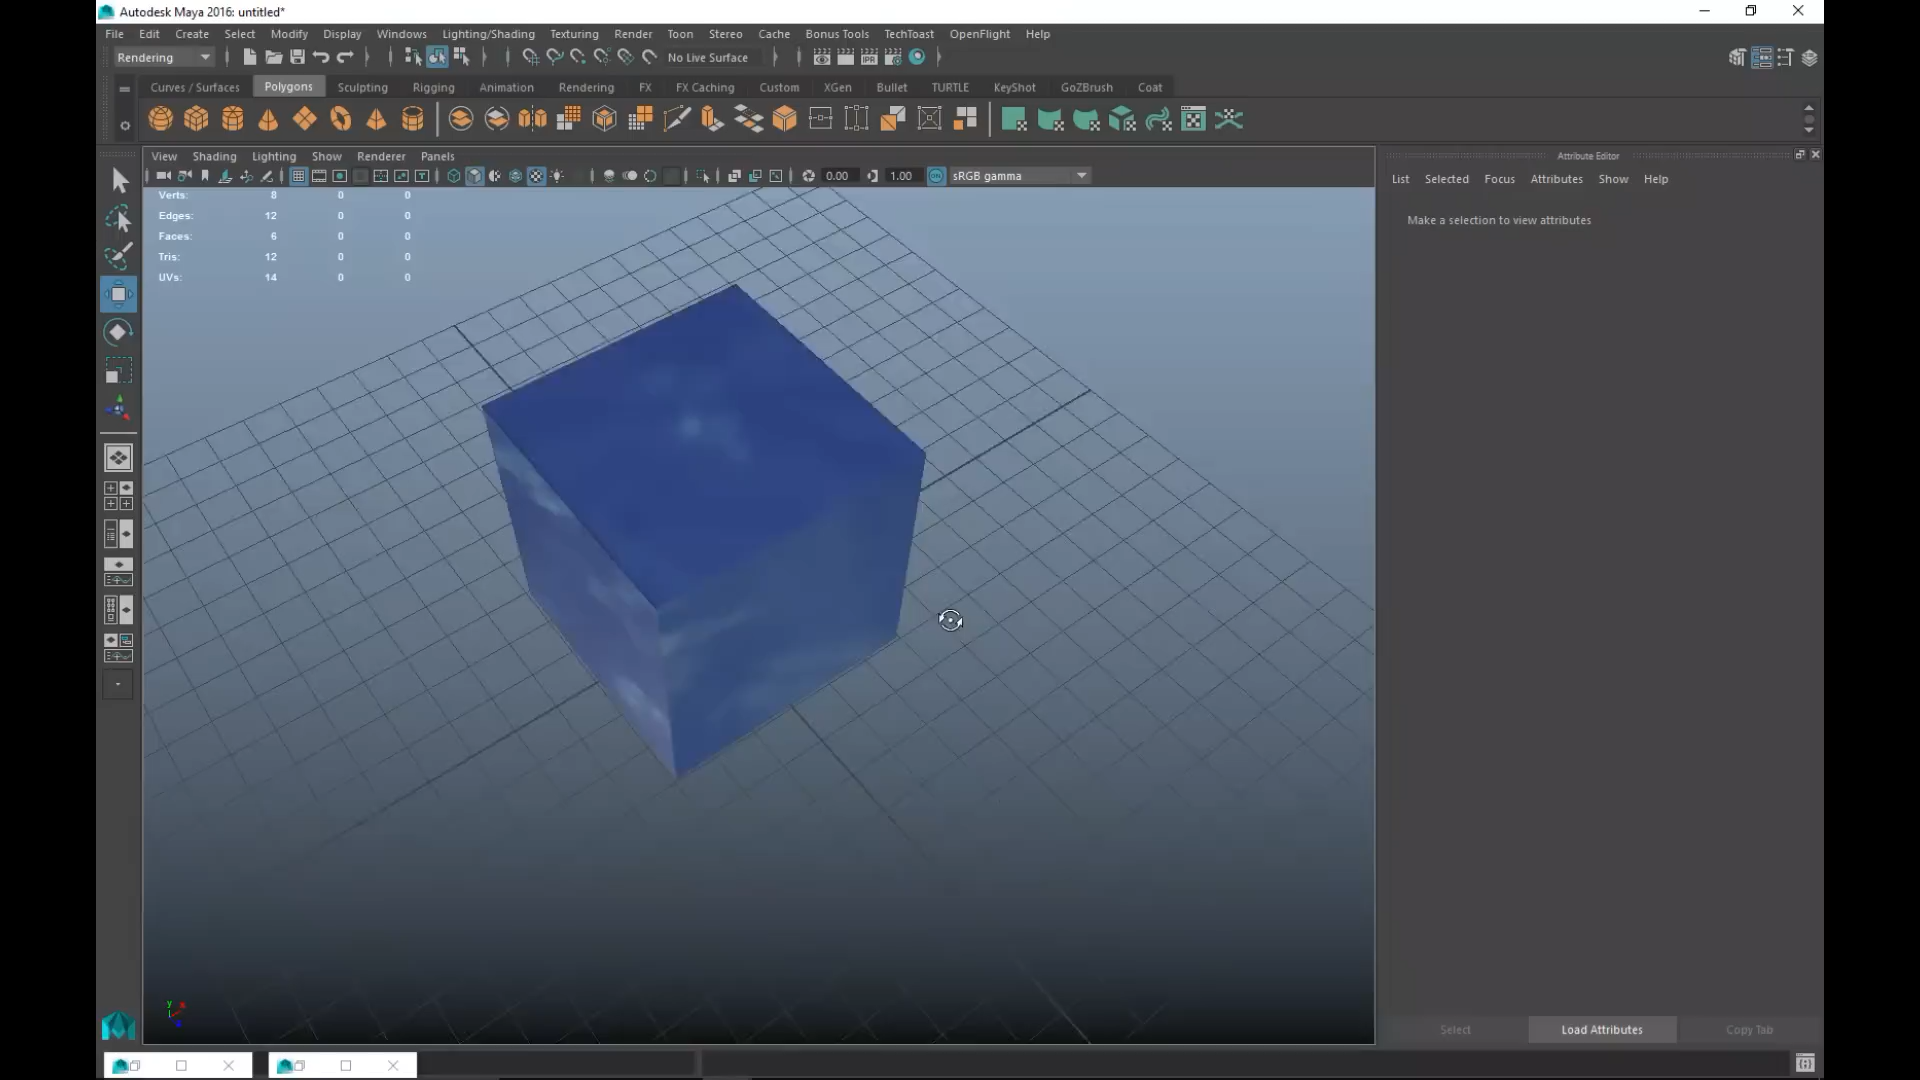 Autodesk Maya 2016: untitled*
File Edit Create Select Modify Display Windows Lighting/Shading Texturing Render Toon Stereo Cache Bonus Tools TechToast OpenFlight Help
Rendering No Live Surface IPR
Curves / Surfaces Polygons Sculpting Rigging Animation Rendering FX FX Caching Custom XGen Bullet TURTLE KeyShot GoZBrush Coat
View Shading Lighting Show Renderer Panels
0.00 1.00 sRGB gamma
Verts: 8 0 0
Edges: 12 0 0
Faces: 6 0 0
Tris: 12 0 0
UVs: 14 0 0
y
Attribute Editor
List Selected Focus Attributes Show Help
Make a selection to view attributes
Select Load Attributes Copy Tab